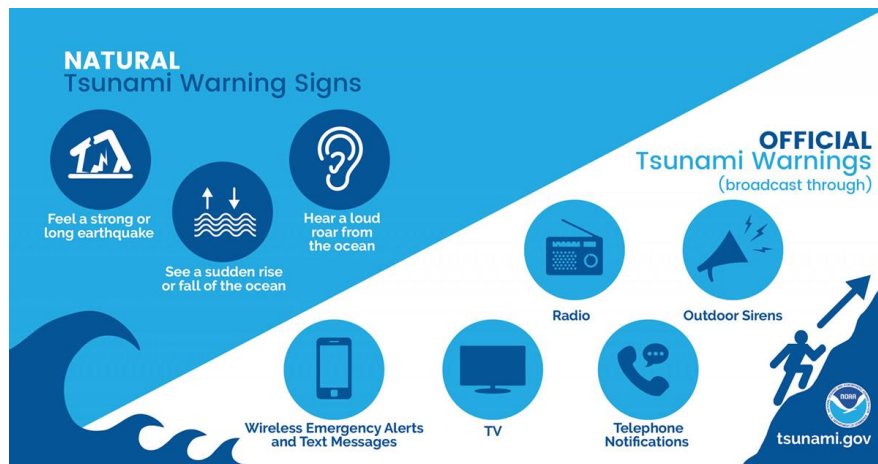 NATURAL
Tsunami Warning Signs
Feel a strong or
long earthquake
See a sudden rise
or fall of the ocean
Hear a loud
roar from
the ocean
OFFICIAL
Tsunami Warnings
(broadcast through)
Radio
Outdoor Sirens
Wireless Emergency Alerts
and Text Messages
TV
Telephone
Notifications
NOAA
tsunami.gov